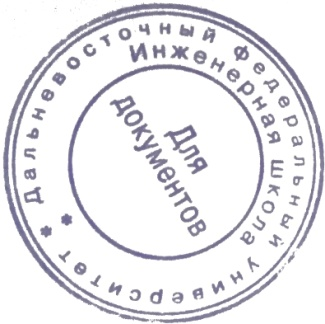 Дальневосточный федеральный университет
Инженерная школа
Для
документов